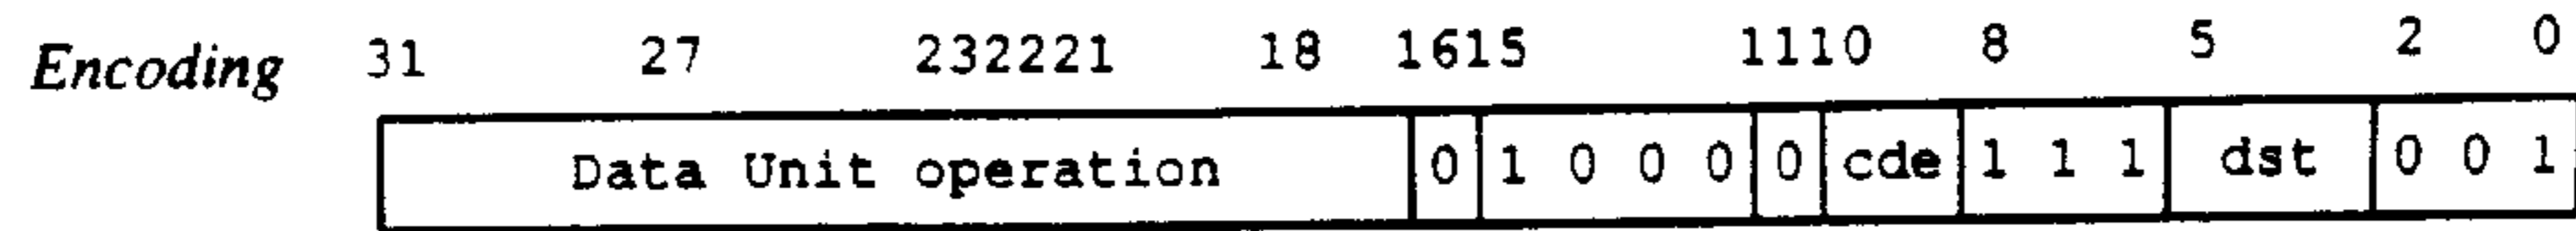 Encoding 31 27 232221 18 1615 1110 8 5 2 0
Data Unit operation 0 1 0 0 0 0 cde 1 1 1 dst 0 0 1